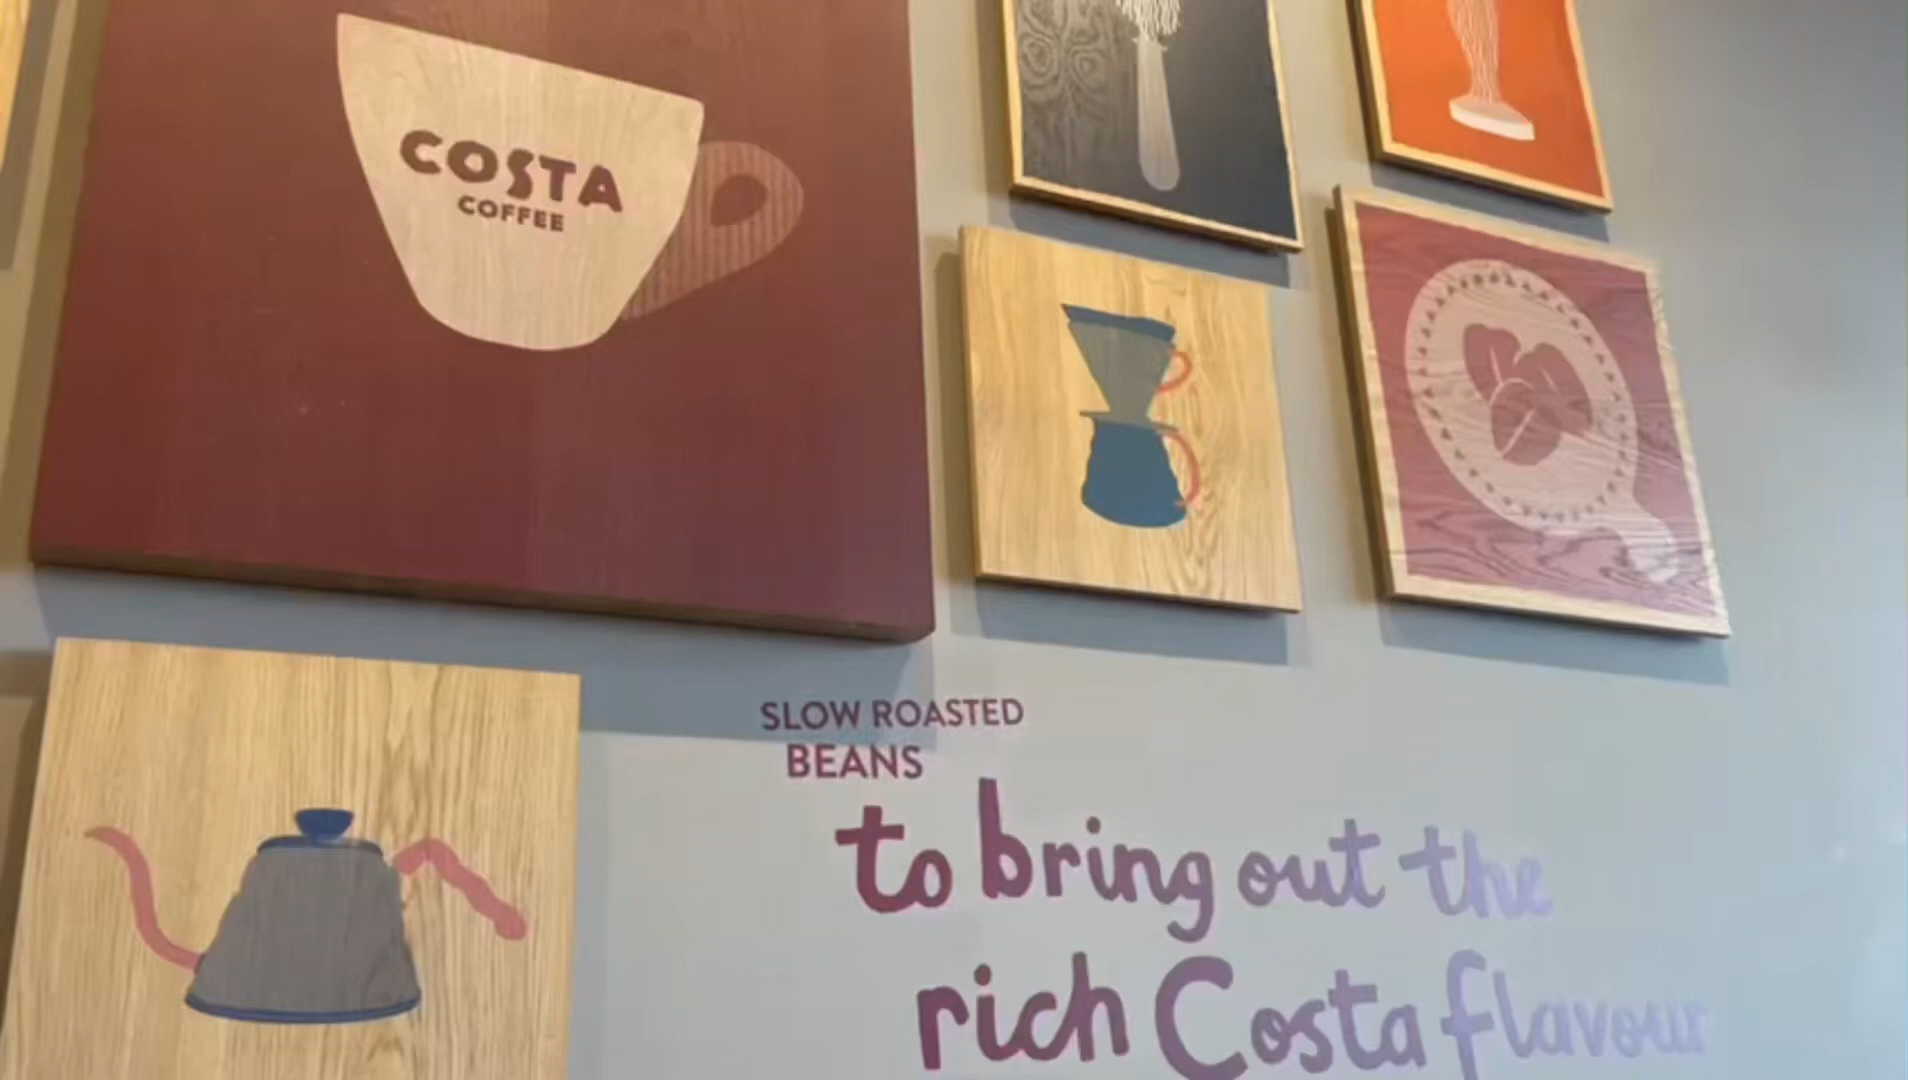 COSTA
COFFEE
SLOW ROASTED
BEANS
to bring out the
rich Costa flavour